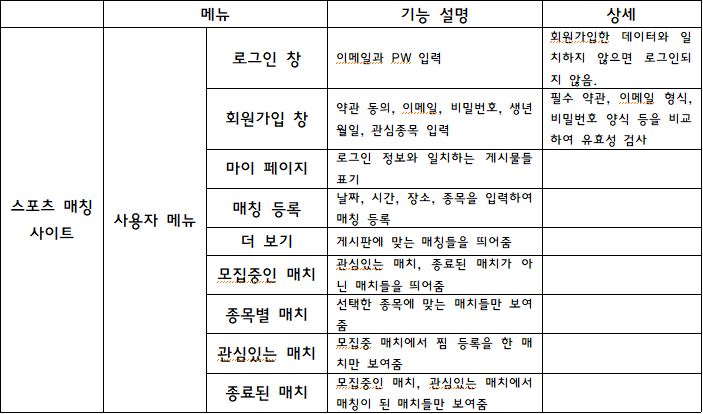 메뉴
기능 설명
상세
스포츠 매칭
사이트
사용자 메뉴
로그인 창
이메일과 PW 입력
회원가입한 데이터와 일
치하지 않으면 로그인되
지 않음.
회원가입 창
약관 동의, 이메일, 비밀번호, 생년
월일, 관심종목 입력
필수 약관, 이메일 형식,
비밀번호 양식 등을 비교
하여 유효성 검사
마이 페이지
로그인 정보와 일치하는 게시물들
표기
매칭 등록
날짜, 시간, 장소, 종목을 입력하여
매칭 등록
더 보기
게시판에 맞는 매칭들을 띄어줌
모집중인 매치
관심있는 매치, 종료된 매치가 아
닌 매치들을 띄어줌
종목별 매치
선택한 종목에 맞는 매치들만 보여
줌
관심있는 매치
모집중 매치에서 찜 등록을 한 매
치만 보여줌
종료된 매치
모집중인 매치, 관심있는 매치에서
매칭이 된 매치들만 보여줌